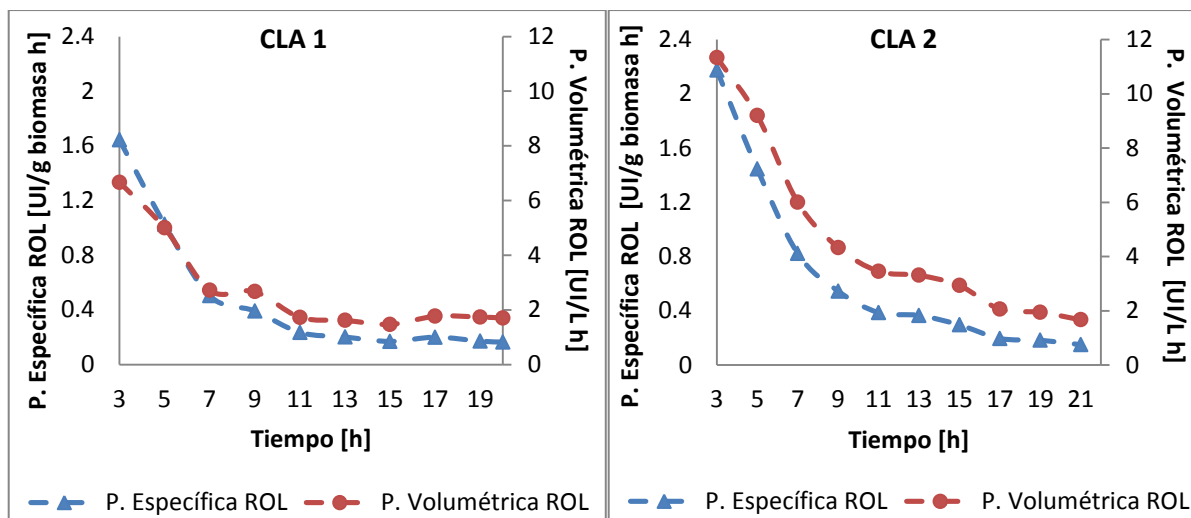 CLA 1
P. Específica ROL [UI/g biomasa h]
2.4
2
1.6
1.2
0.8
0.4
0
12
10
8
6
4
2
0
P. Volumétrica ROL [UI/L h]
3 5 7 9 11 13 15 17 19
Tiempo [h]
P. Específica ROL P. Volumétrica ROL
CLA 2
P. Específica ROL [UI/g biomasa h]
2.4
2
1.6
1.2
0.8
0.4
0
12
10
8
6
4
2
0
P. Volumétrica ROL [UI/L h]
3 5 7 9 11 13 15 17 19 21
Tiempo [h]
P. Específica ROL P. Volumétrica ROL